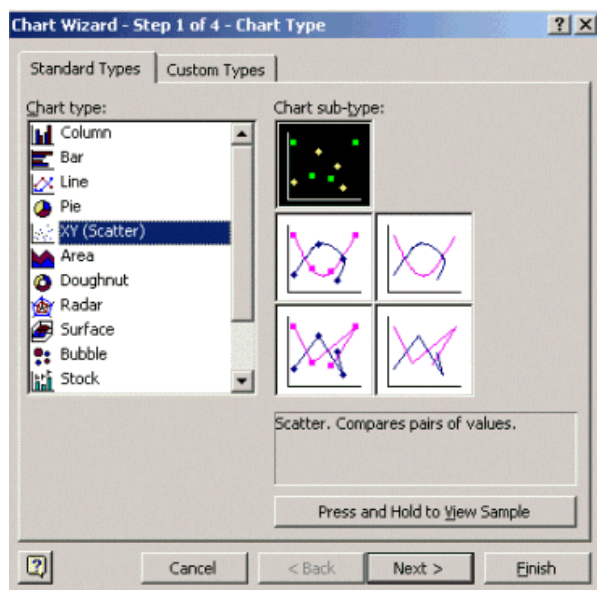 Chart Wizard - Step 1 of 4 - Chart Type
Standard Types
Custom Types
Chart type:
Column
Bar
Line
Pie
XY (Scatter)
Area
Doughnut
Radar
Surface
Bubble
Stock
Chart sub-type:
Scatter. Compares pairs of values.
Press and Hold to View Sample
Cancel
< Back
Next >
Finish